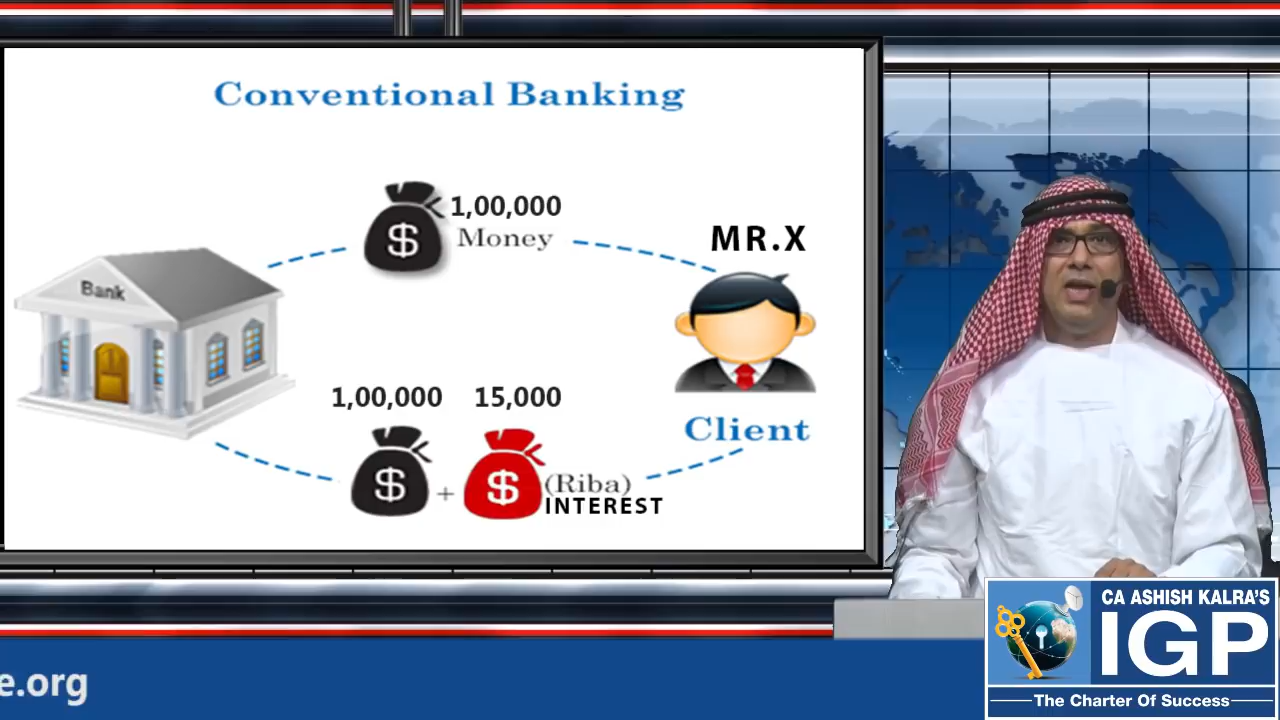 Conventional Banking
1,00,000
Money
MR.X
Bank
$
1,00,000
15,000
Client
$
+
$
(Riba)
INTEREST
CA ASHISH KALRA'S
IGP
The Charter Of Success
e.org